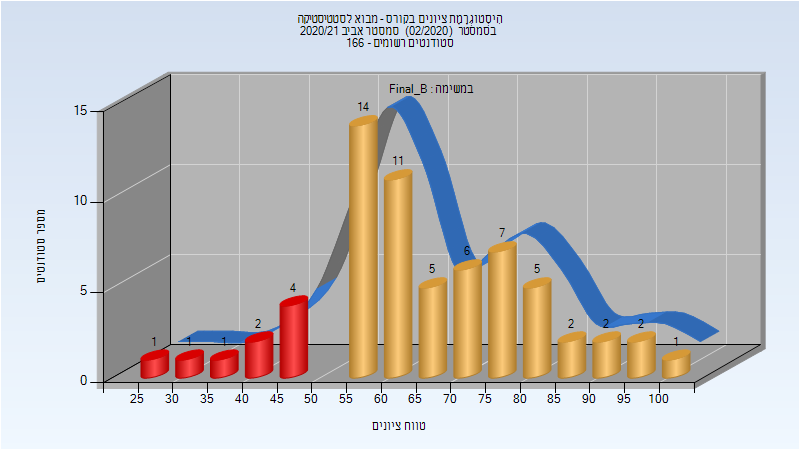 היסטוגרמת ציונים בקורס - מבוא לסטטיסטיקה
בסמסטר (02/2020) סמסטר אביב 2020/21
סטודנטים רשומים - 166
במשימה : Final_B
מספר סטודנטים
15
10
5
0
1
1
1
2
4
14
11
5
6
7
5
2
2
2
1
25 30 35 40 45 50 55 60 65 70 75 80 85 90 95 100
טווח ציונים